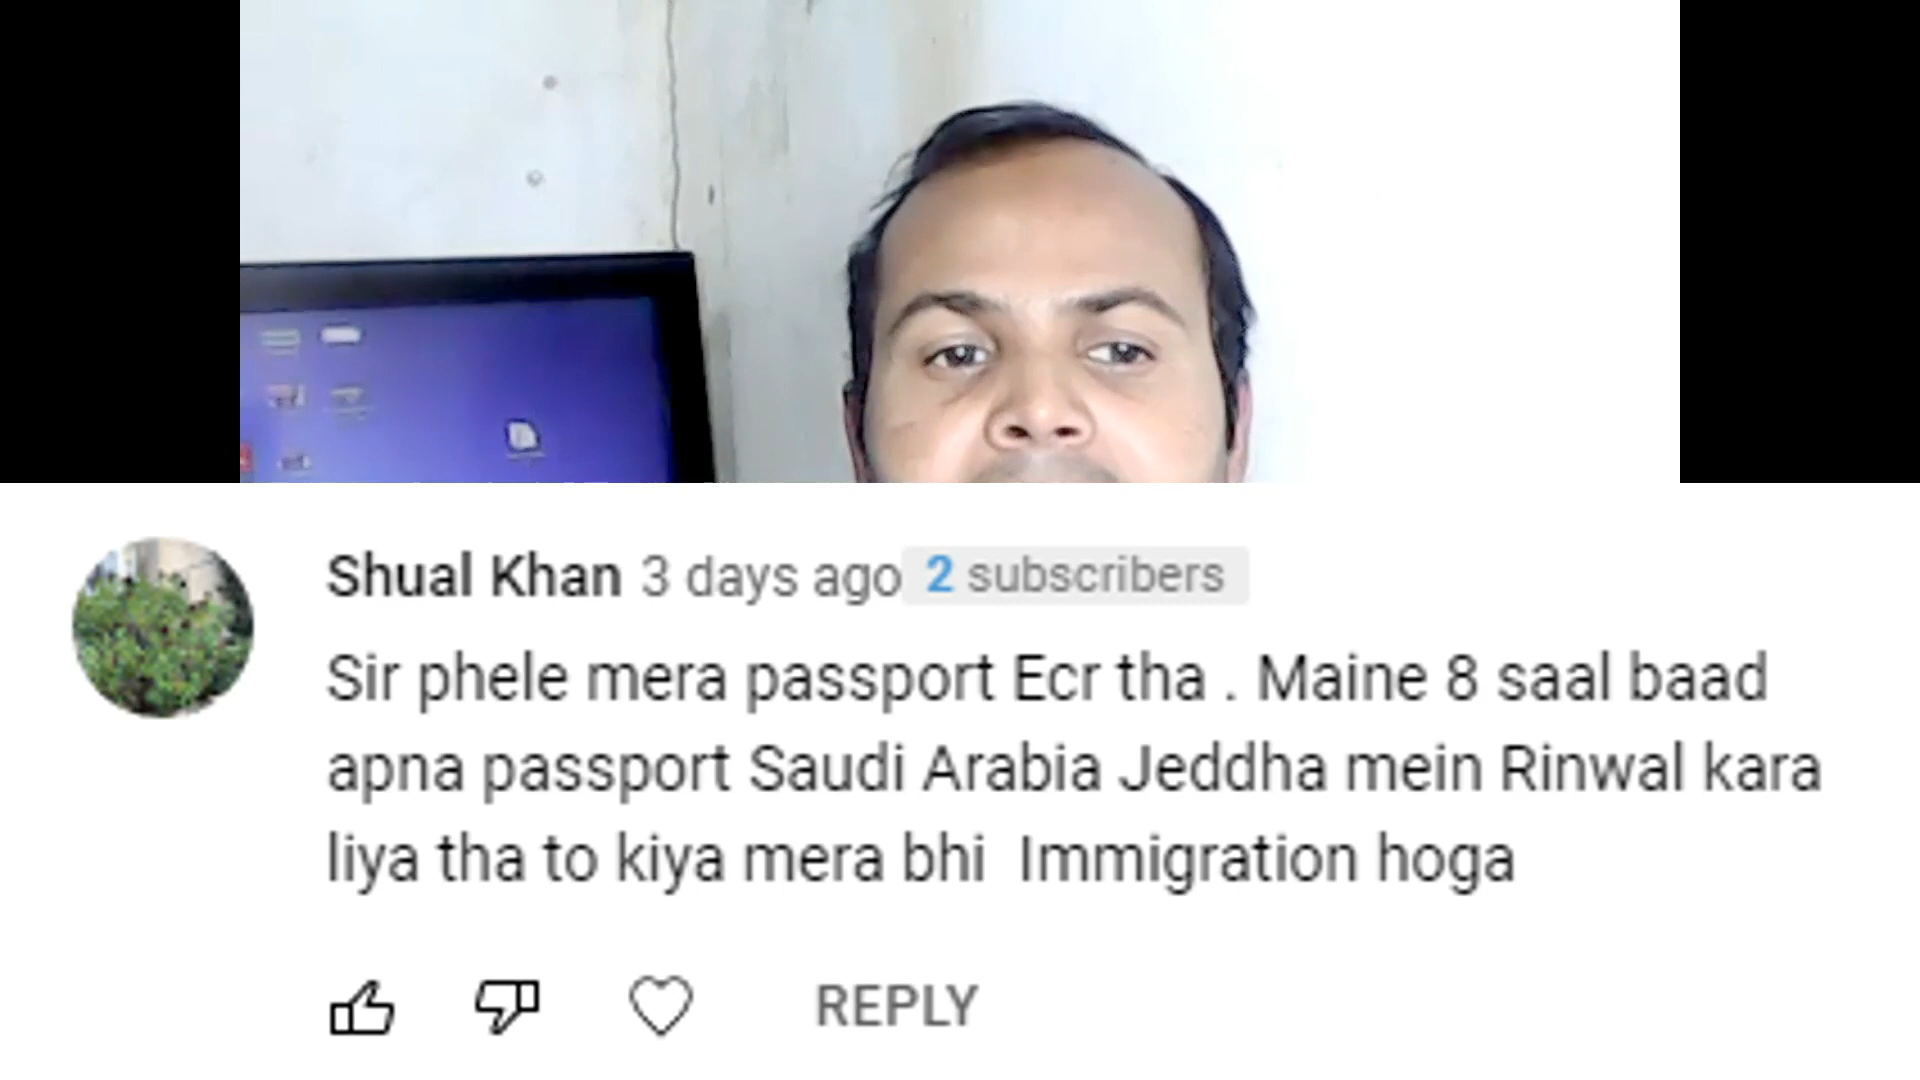 Shual Khan 3 days ago 2 subscribers
Sir phele mera passport Ecr tha . Maine 8 saal baad
apna passport Saudi Arabia Jeddha mein Rinwal kara
liya tha to kiya mera bhi Immigration hoga
REPLY